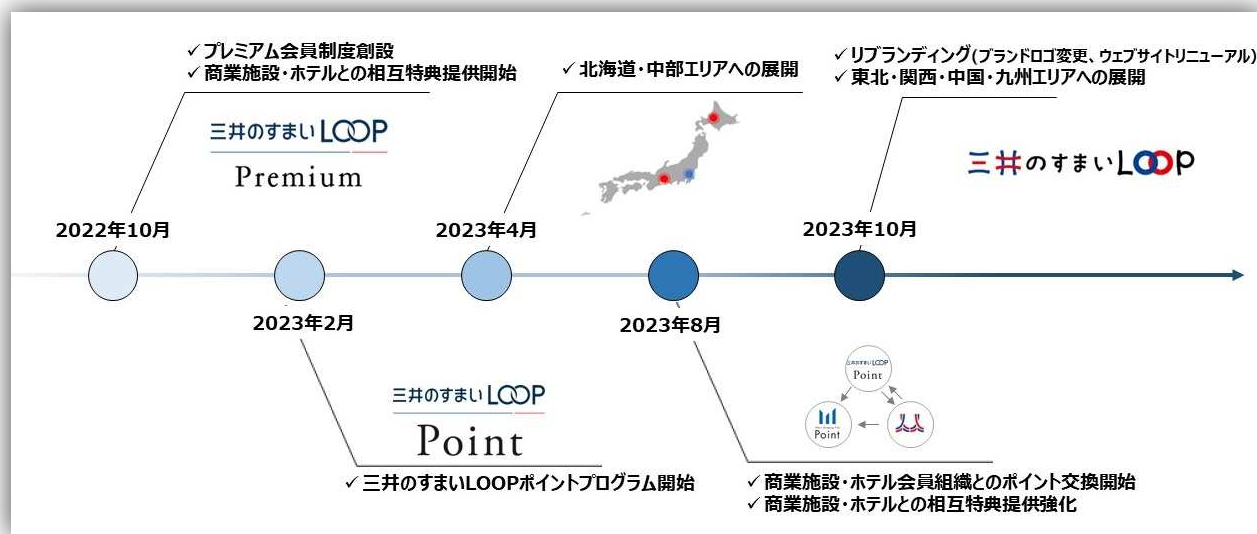 ✓プレミアム会員制度創設
✓商業施設・ホテルとの相互特典提供開始
三井のすまいLOOP
Premium
2022年10月
2023年2月
三井のすまいLOOP
Point
✓三井のすまいLOOPポイントプログラム開始
✓北海道・中部エリアへの展開
2023年4月
2023年8月
三井のすまいLOOP
Point
Point
✓商業施設・ホテル会員組織とのポイント交換開始
✓商業施設・ホテルとの相互特典提供強化
✓リブランディング(ブランドロゴ変更、ウェブサイトリニューアル)
✓東北・関西・中国・九州エリアへの展開
三井のすまいLOOP
2023年10月